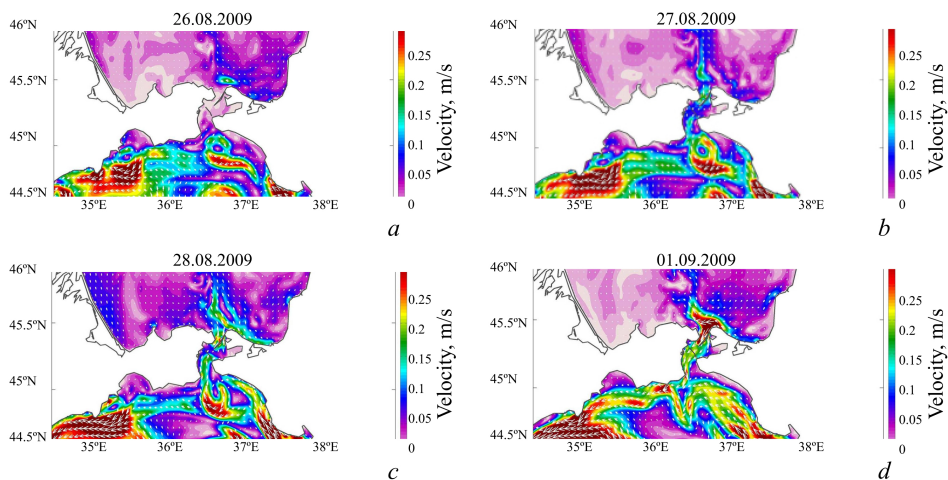 26.08.2009
46ºN
45.5ºN
45ºN
44.5ºN
35ºE 36ºE 37ºE 38ºE
0.25
0.2
0.15
0.1
0.05
0
Velocity, m/s
a
27.08.2009
46ºN
45.5ºN
45ºN
44.5ºN
35ºE 36ºE 37ºE 38ºE
0.25
0.2
0.15
0.1
0.05
0
Velocity, m/s
b
28.08.2009
46ºN
45.5ºN
45ºN
44.5ºN
35ºE 36ºE 37ºE 38ºE
0.25
0.2
0.15
0.1
0.05
0
Velocity, m/s
c
01.09.2009
46ºN
45.5ºN
45ºN
44.5ºN
35ºE 36ºE 37ºE 38ºE
0.25
0.2
0.15
0.1
0.05
0
Velocity, m/s
d